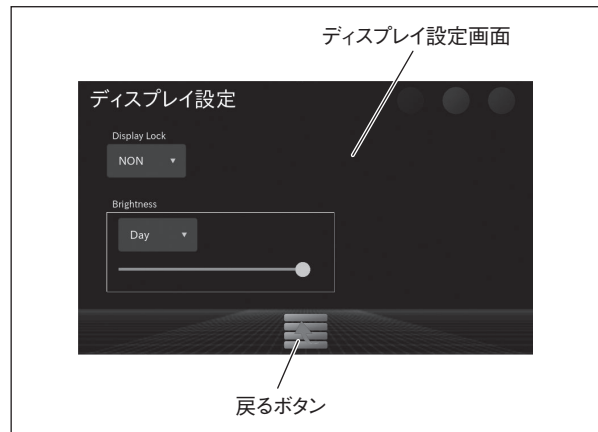 ディスプレイ設定画面
ディスプレイ設定
Display Lock
NON
Brightness
Day
戻るボタン